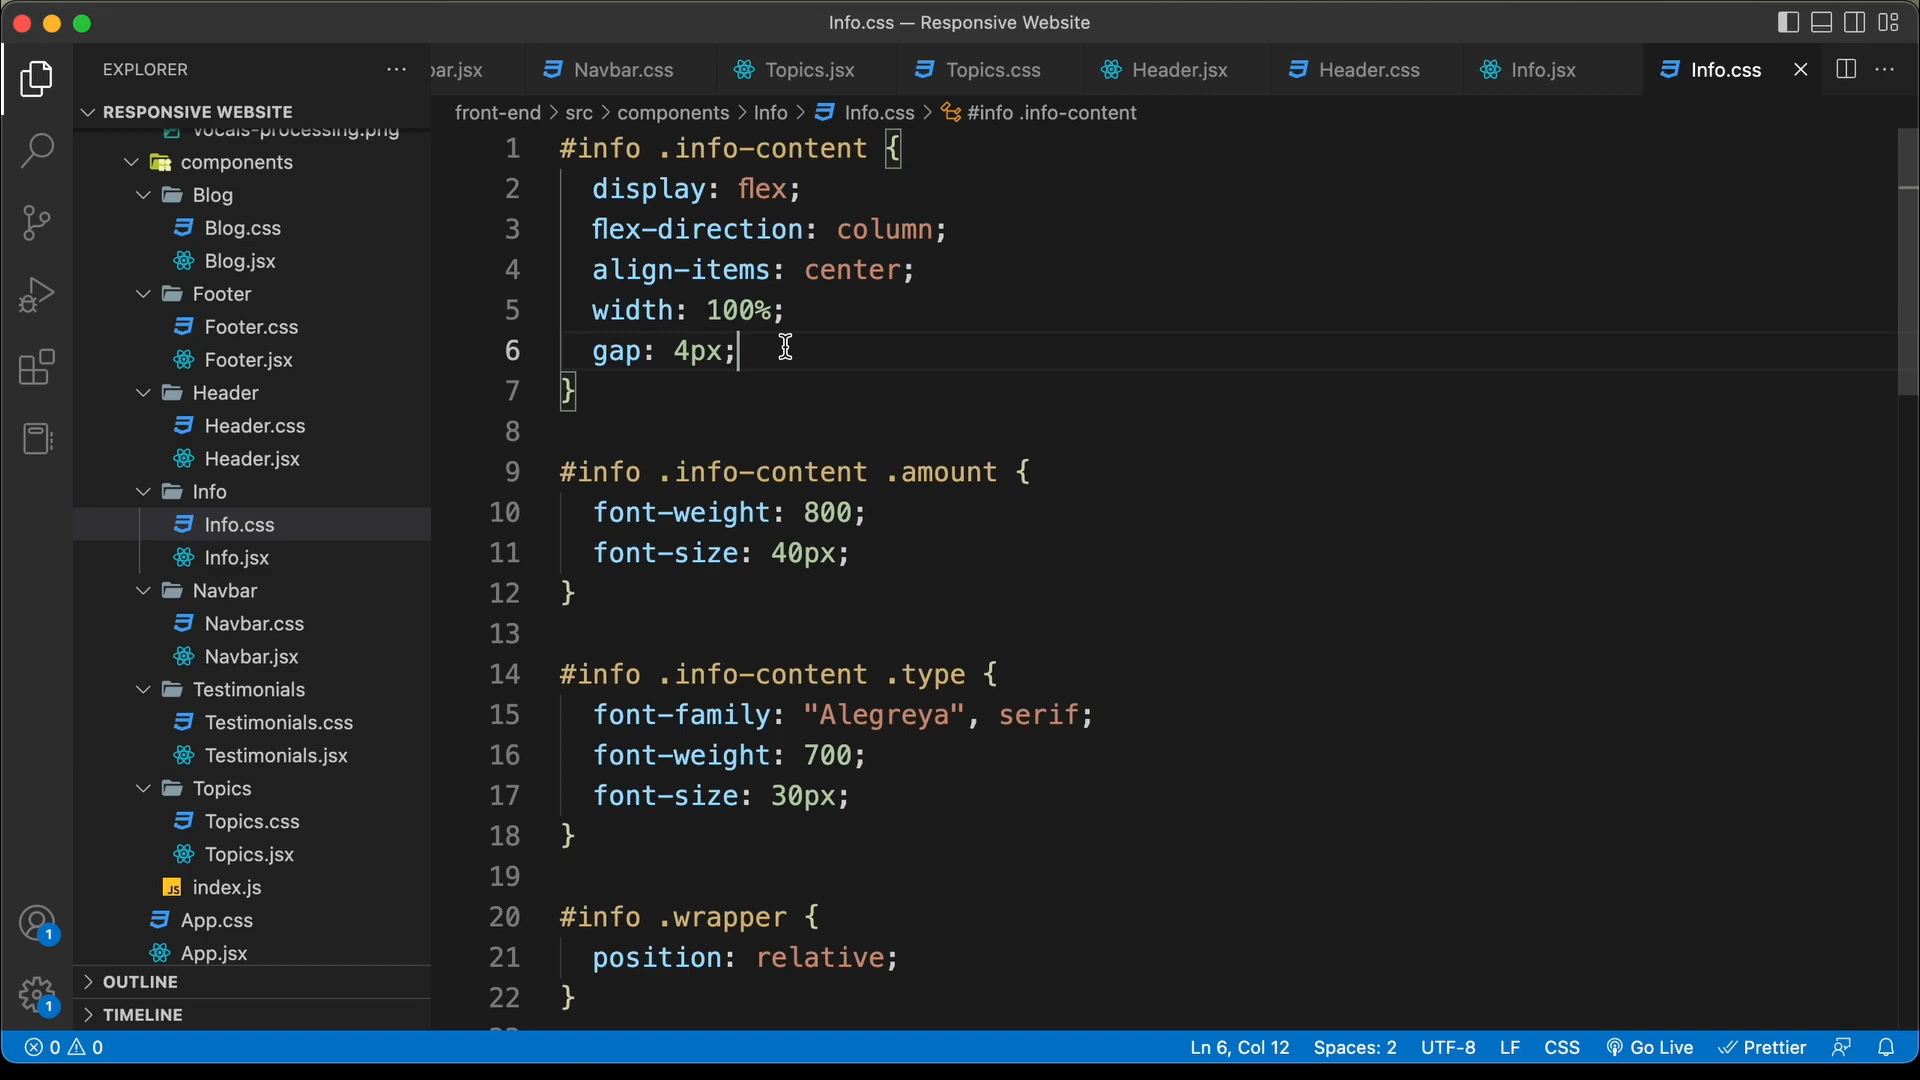 Info.css — Responsive Website
EXPLORER
bar.jsx
Navbar.css
Topics.jsx
Topics.css
Header.jsx
Header.css
Info.jsx
Info.css
RESPONSIVE WEBSITE
front-end > src > components > Info > Info.css > #info .info-content
vocals-processing.png
components
Blog
Blog.css
Blog.jsx
Footer
Footer.css
Footer.jsx
Header
Header.css
Header.jsx
Info
Info.css
Info.jsx
Navbar
Navbar.css
Navbar.jsx
Testimonials
Testimonials.css
Testimonials.jsx
Topics
Topics.css
Topics.jsx
JS index.js
App.css
App.jsx
OUTLINE
TIMELINE
1 #info .info-content {
2 display: flex;
3 flex-direction: column;
4 align-items: center;
5 width: 100%;
6 gap: 4px;
7 }
8
9 #info .info-content .amount {
10 font-weight: 800;
11 font-size: 40px;
12 }
13
14 #info .info-content .type {
15 font-family: "Alegreya", serif;
16 font-weight: 700;
17 font-size: 30px;
18 }
19
20 #info .wrapper {
21 position: relative;
22 }
1
1
0 0
Ln 6, Col 12
Spaces: 2
UTF-8
LF
CSS
Go Live
Prettier